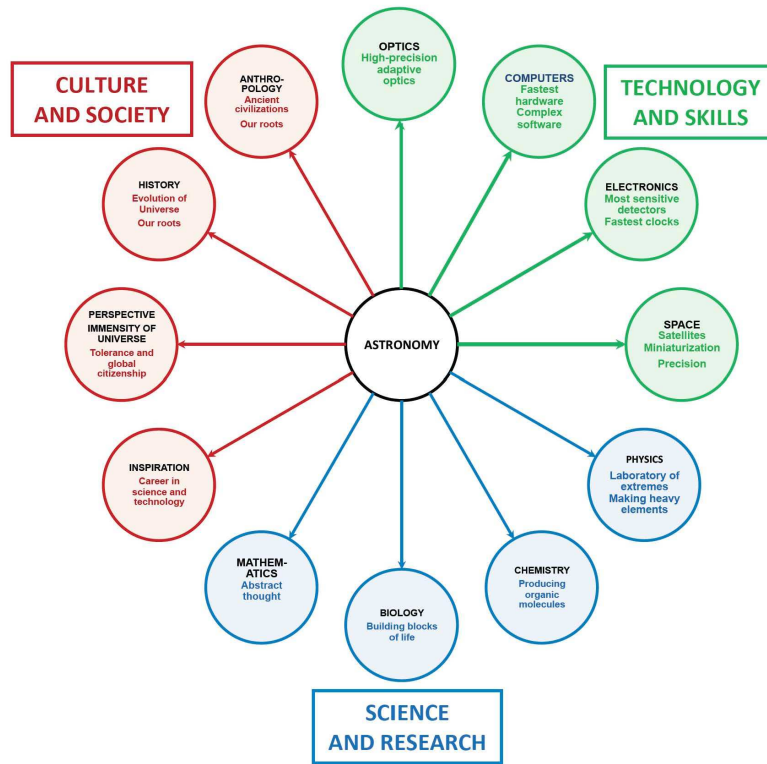 CULTURE
AND SOCIETY
TECHNOLOGY
AND SKILLS
OPTICS
High-precision
adaptive
optics
COMPUTERS
Fastest
hardware
Complex
software
ELECTRONICS
Most sensitive
detectors
Fastest clocks
SPACE
Satellites
Miniaturization
Precision
PHYSICS
Laboratory of
extremes
Making heavy
elements
CHEMISTRY
Producing
organic
molecules
BIOLOGY
Building blocks
of life
MATHEM-
ATICS
Abstract
thought
INSPIRATION
Career in
science and
technology
PERSPECTIVE
IMMENSITY OF
UNIVERSE
Tolerance and
global
citizenship
HISTORY
Evolution of
Universe
Our roots
ANTHRO-
POLOGY
Ancient
civilizations
Our roots
ASTRONOMY
SCIENCE
AND RESEARCH